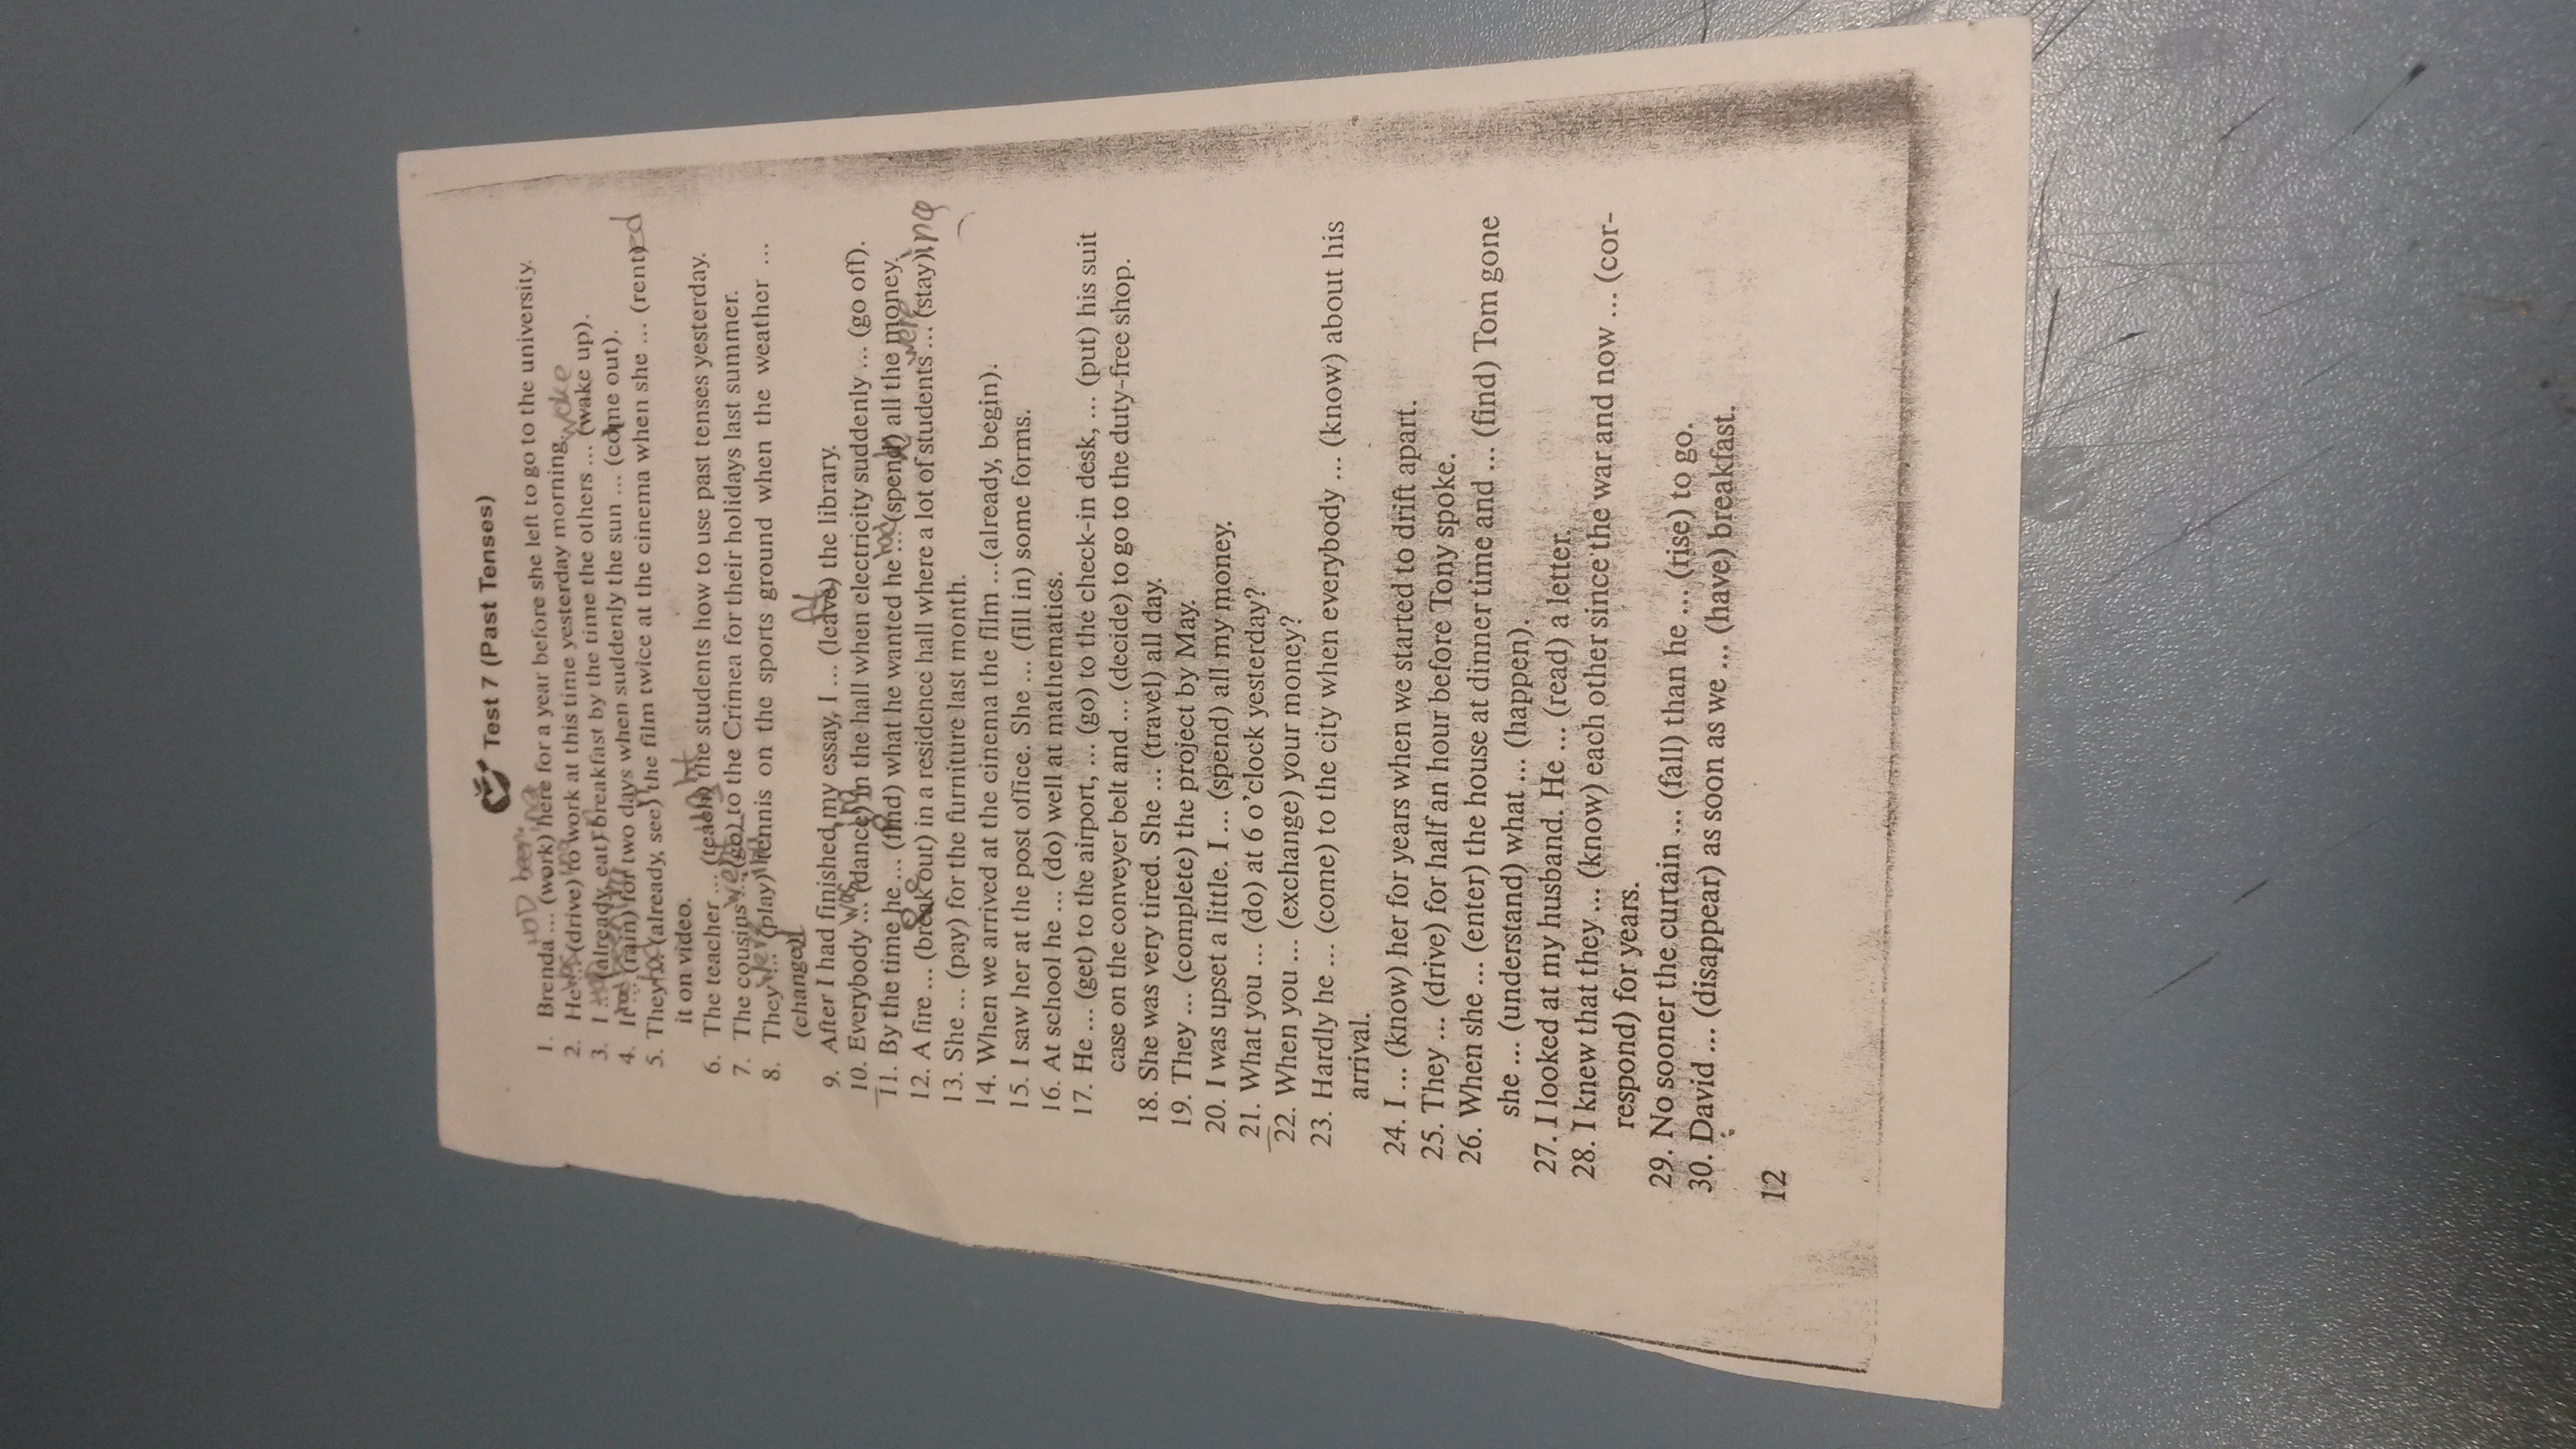 Test 7 (Past Tenses)
1. Brenda ... (work) here for a year before she left to go to the university.
2. He ... (drive) to work at this time yesterday morning.
woke
3. I ... (already, eat) breakfast by the time the others ... (wake up).
4. It ... (rain) for two days when suddenly the sun ... (come out).
5. They ... (already, see) the film twice at the cinema when she ... (rent) ed
it on video.
6. The teacher ... (teach) the students how to use past tenses yesterday.
7. The cousins ... (go) to the Crimea for their holidays last summer.
8. They ... (play) tennis on the sports ground when the weather ...
(change).
9. After I had finished my essay, I ... (leave) the library.
10. Everybody ... (dance) in the hall when electricity suddenly ... (go off).
11. By the time he ... (find) what he wanted he ... (spend) all the money.
were
12. A fire ... (break out) in a residence hall where a lot of students ... (stay) ing
13. She ... (pay) for the furniture last month.
14. When we arrived at the cinema the film ...(already, begin).
15. I saw her at the post office. She ... (fill in) some forms.
16. At school he ... (do) well at mathematics.
17. He ... (get) to the airport, ... (go) to the check-in desk, ... (put) his suit
case on the conveyer belt and ... (decide) to go to the duty-free shop.
18. She was very tired. She ... (travel) all day.
19. They ... (complete) the project by May.
20. I was upset a little. I ... (spend) all my money.
21. What you ... (do) at 6 o'clock yesterday?
22. When you ... (exchange) your money?
23. Hardly he ... (come) to the city when everybody ... (know) about his
arrival.
24. I ... (know) her for years when we started to drift apart.
25. They ... (drive) for half an hour before Tony spoke.
26. When she ... (enter) the house at dinner time and ... (find) Tom gone
she ... (understand) what ... (happen).
27. I looked at my husband. He ... (read) a letter.
28. I knew that they ... (know) each other since the war and now ... (cor-
respond) for years.
29. No sooner the curtain ... (fall) than he ... (rise) to go.
30. David ... (disappear) as soon as we ... (have) breakfast.
12